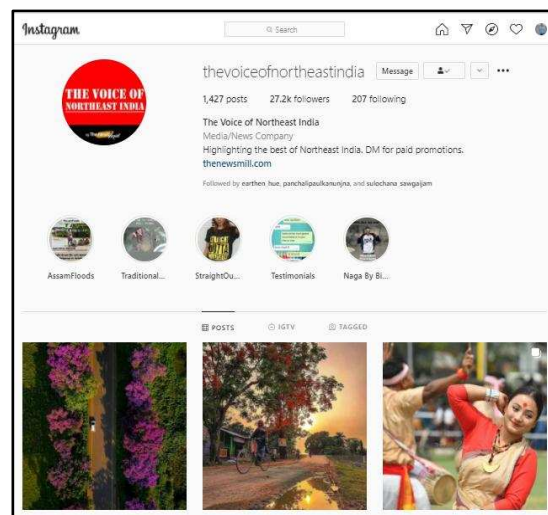 Instagram
Search
THE VOICE OF
NORTHEAST INDIA
thevoiceofnortheastindia Message
1,427 posts 27.2k followers 207 following
The Voice of Northeast India
Media/News Company
Highlighting the best of Northeast India. DM for paid promotions.
thenewsmill.com
Followed by earthen_hue, panchalipaulkanunjna, and sulochana_sawgaijam
AssamFloods Traditional... StraightOu... Testimonials Naga By Bi...
POSTS IGTV TAGGED